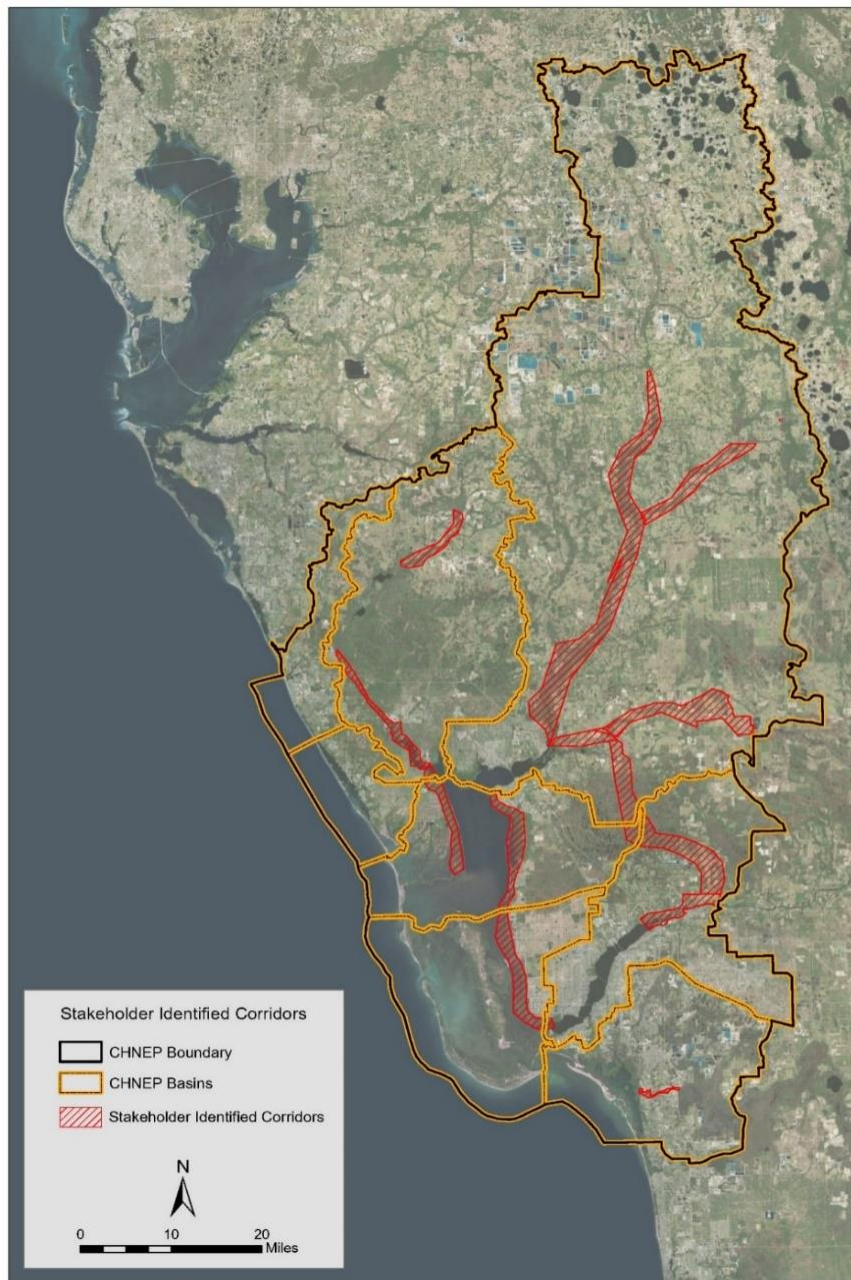 Stakeholder Identified Corridors
CHNEP Boundary
CHNEP Basins
Stakeholder Identified Corridors
N
0 10 20
Miles